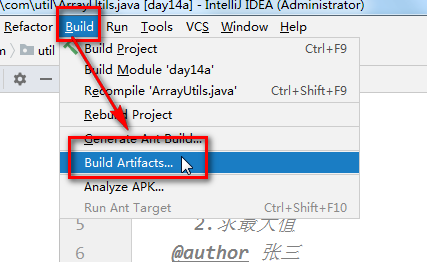 \com\util\ArrayUtils.java [day14a] - IntelliJ IDEA (Administrator)
Refactor Build Run Tools VCS Window Help
util
Build Project Ctrl+F9
Build Module 'day14a'
Recompile 'ArrayUtils.java' Ctrl+Shift+F9
Rebuild Project
Generate Ant Build...
Build Artifacts...
Analyze APK...
Run Ant Target Ctrl+Shift+F10
5 2.求最大值
6 @author 张三